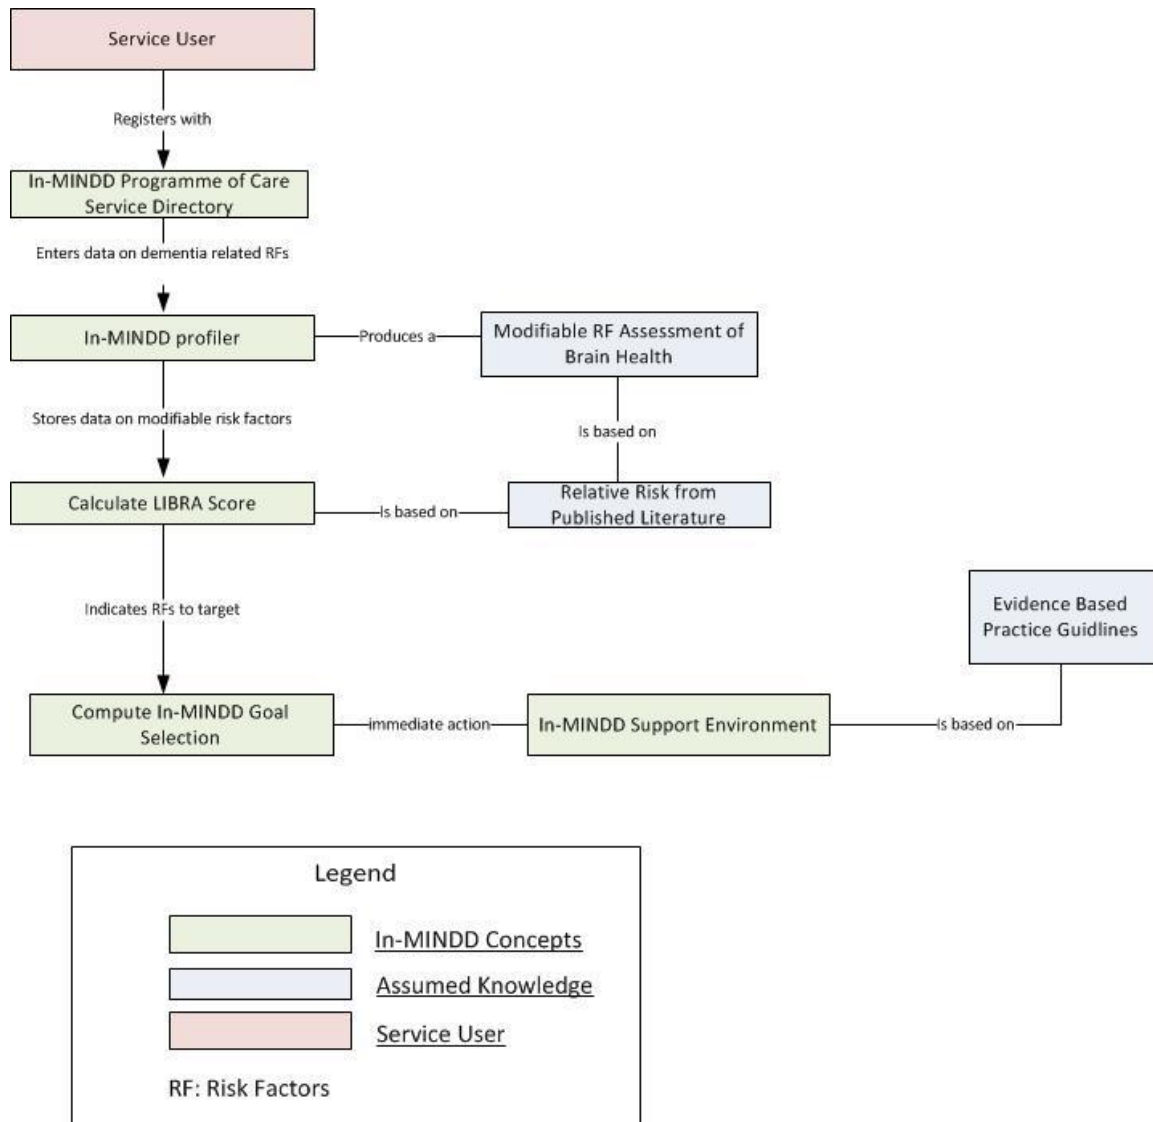 Service User
Registers with
In-MINDD Programme of Care
Service Directory
Enters data on dementia related RFs
In-MINDD profiler
Produces a
Modifiable RF Assessment of
Brain Health
Stores data on modifiable risk factors
Is based on
Calculate LIBRA Score
Is based on
Relative Risk from
Published Literature
Indicates RFs to target
Evidence Based
Practice Guidlines
Compute In-MINDD Goal
Selection
immediate action
In-MINDD Support Environment
Is based on
Legend
In-MINDD Concepts
Assumed Knowledge
Service User
RF: Risk Factors